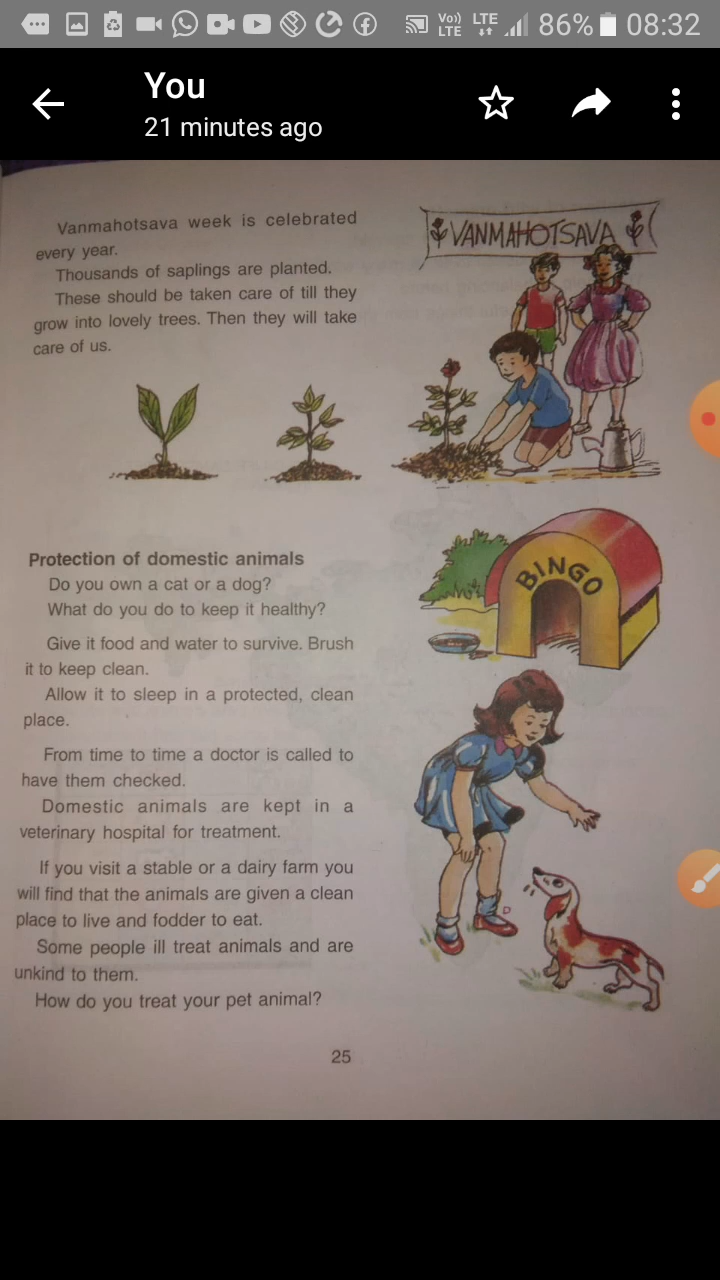 Vo)) LTE LTE 86% 08:32
You
21 minutes ago
Vanmahotsava week is celebrated
every year.
Thousands of saplings are planted.
These should be taken care of till they
grow into lovely trees. Then they will take
care of us.
VANMAHOTSAVA
Protection of domestic animals
Do you own a cat or a dog?
What do you do to keep it healthy?
Give it food and water to survive. Brush
it to keep clean.
Allow it to sleep in a protected, clean
place.
From time to time a doctor is called to
have them checked.
Domestic animals are kept in a
veterinary hospital for treatment.
If you visit a stable or a dairy farm you
will find that the animals are given a clean
place to live and fodder to eat.
Some people ill treat animals and are
unkind to them.
How do you treat your pet animal?
BINGO
25